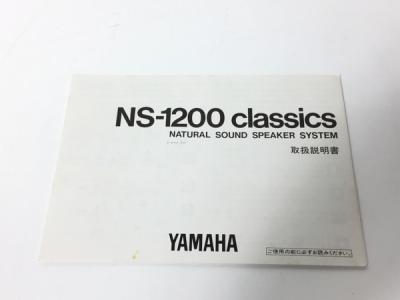 NS-1200 classics
NATURAL SOUND SPEAKER SYSTEM
取扱説明書
YAMAHA
ご使用の前に必ずお読みください。